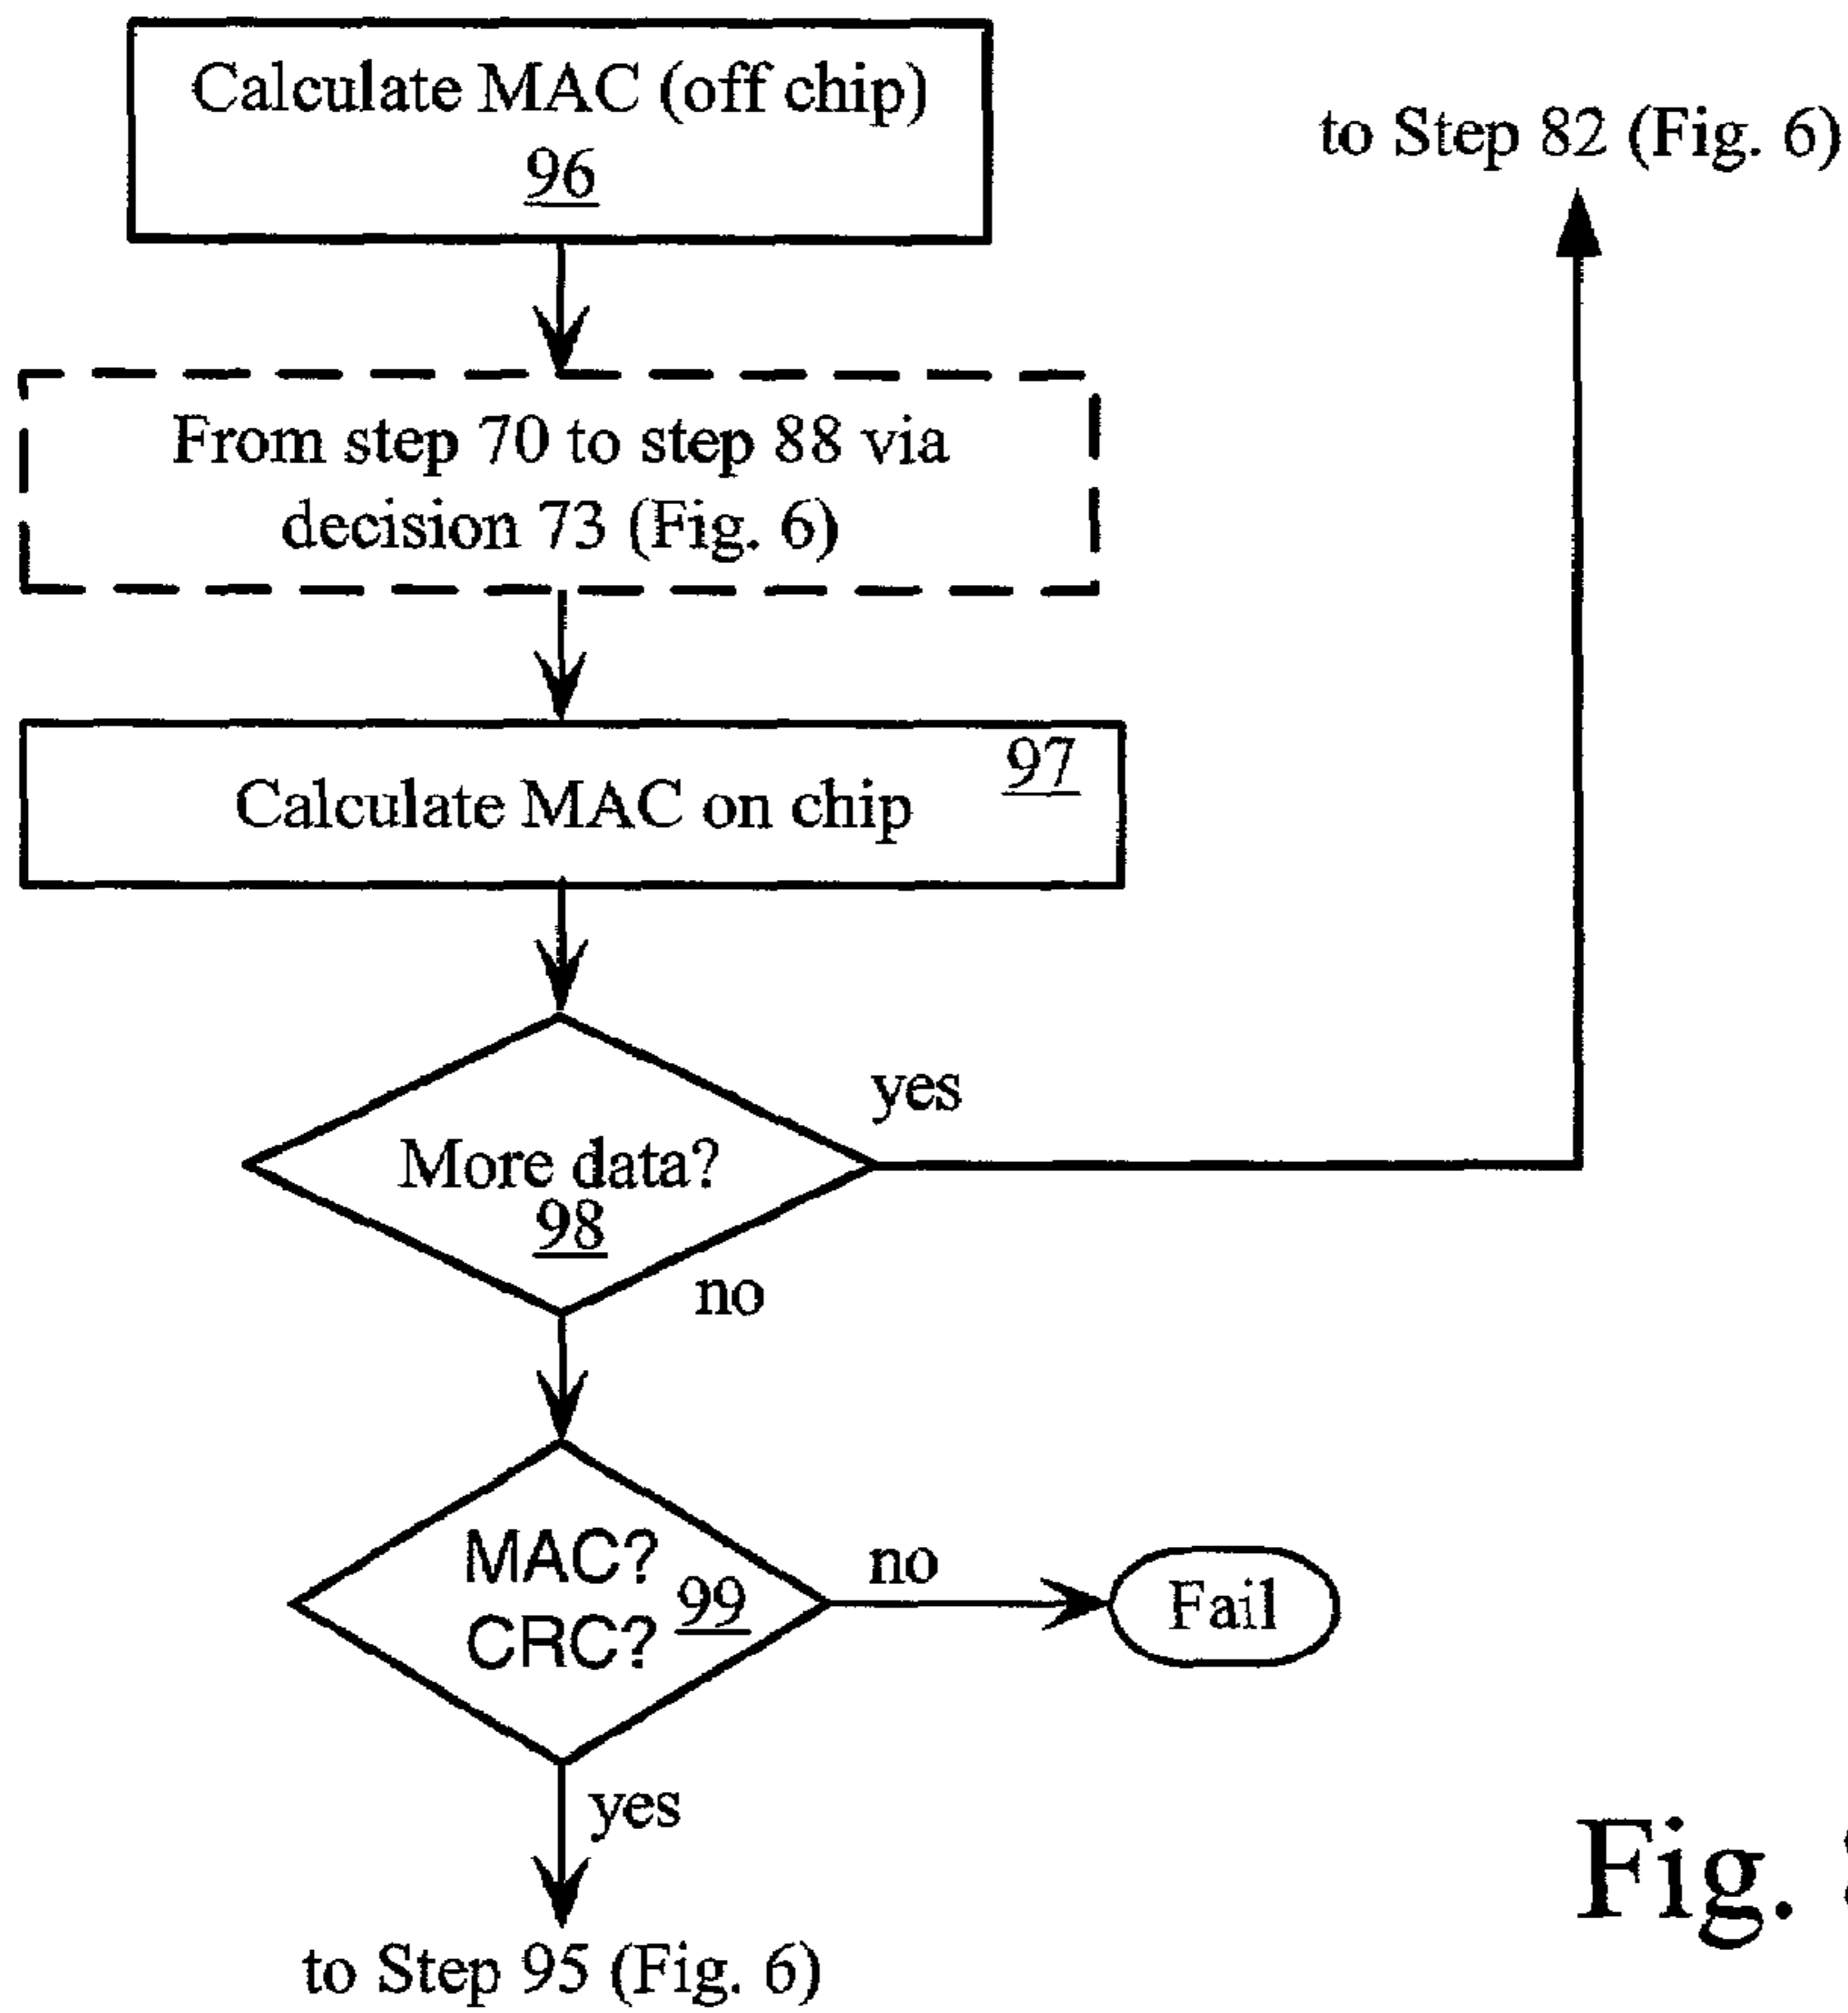 Calculate MAC (off chip)
96
to Step 82 (Fig. 6)
From step 70 to step 88 via
decision 73 (Fig. 6)
97
Calculate MAC on chip
yes
More data?
98
no
MAC?
CRC?
99
no
Fail
yes
Fig.
to Step 95 (Fig. 6)